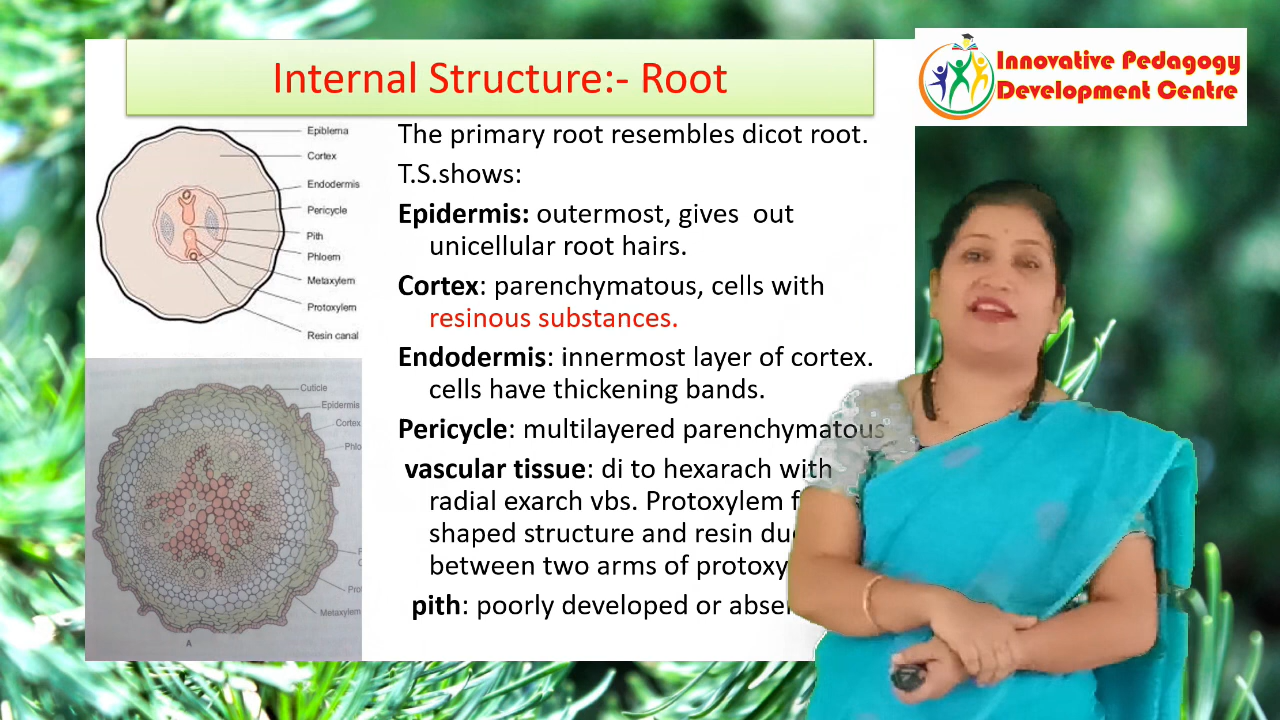 Internal Structure:- Root
Innovative Pedagogy
Development Centre
Epiblema
Cortex
Endodermis
Pericycle
Pith
Phloem
Metaxylem
Protoxylem
Resin canal
Cuticle
Epidermis
Cortex
Metaxylem
A
The primary root resembles dicot root.
T.S.shows:
Epidermis: outermost, gives out
unicellular root hairs.
Cortex: parenchymatous, cells with
resinous substances.
Endodermis: innermost layer of cortex.
cells have thickening bands.
Pericycle: multilayered parenchymatous
vascular tissue: di to hexarach with
radial exarch vbs. Protoxylem
shaped structure and resin
between two arms of
pith: poorly developed or